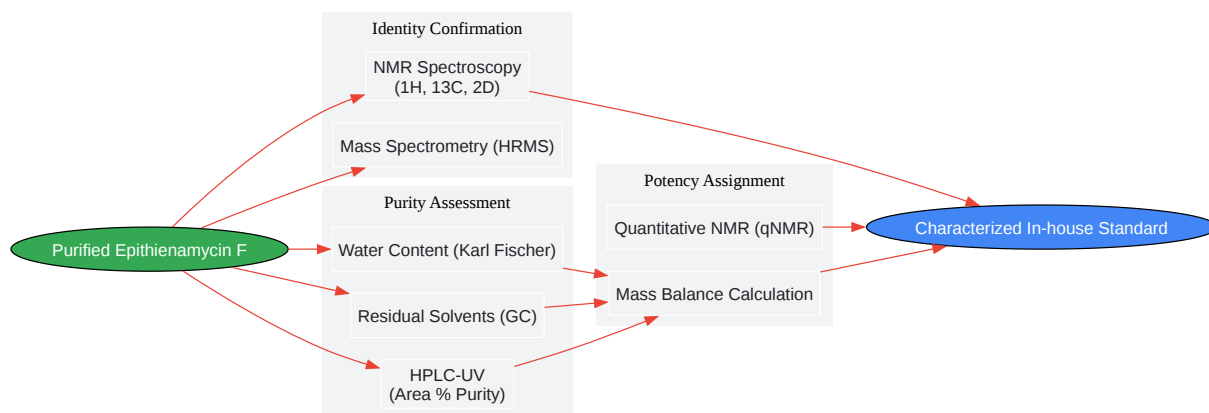 Identity Confirmation
NMR Spectroscopy
(1H, 13C, 2D)
Mass Spectrometry (HRMS)
Purity Assessment
Potency Assignment
Quantitative NMR (qNMR)
Purified Epithienamycin F
Water Content (Karl Fischer)
Characterized In-house Standard
Mass Balance Calculation
Residual Solvents (GC)
HPLC-UV
(Area % Purity)